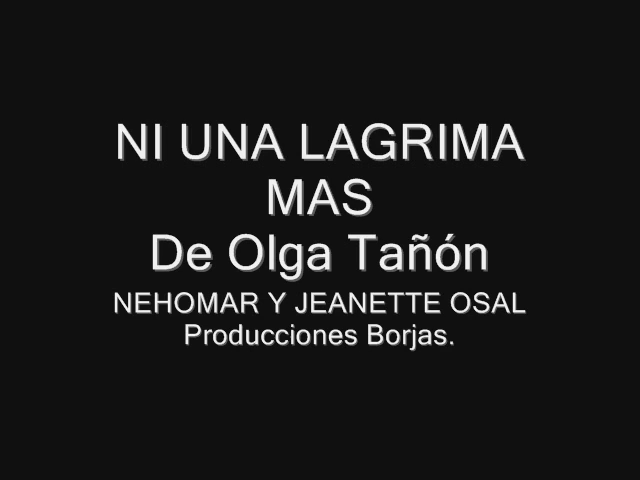 NI UNA LAGRIMA
MAS
De Olga Tañón
NEHOMAR Y JEANETTE OSAL
Producciones Borjas.